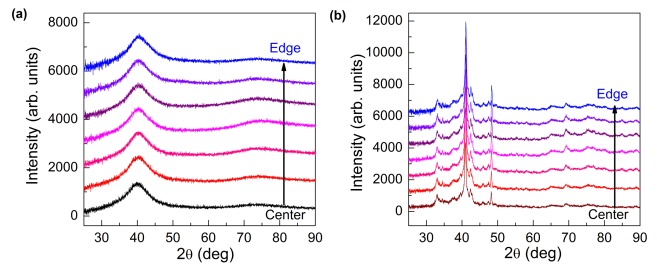 (a)
8000
6000
4000
2000
0
Intensity (arb. units)
Edge
Center
30 40 50 60 70 80 90
2θ (deg)
(b)
12000
10000
8000
6000
4000
2000
0
Intensity (arb. units)
Edge
Center
30 40 50 60 70 80 90
2θ (deg)